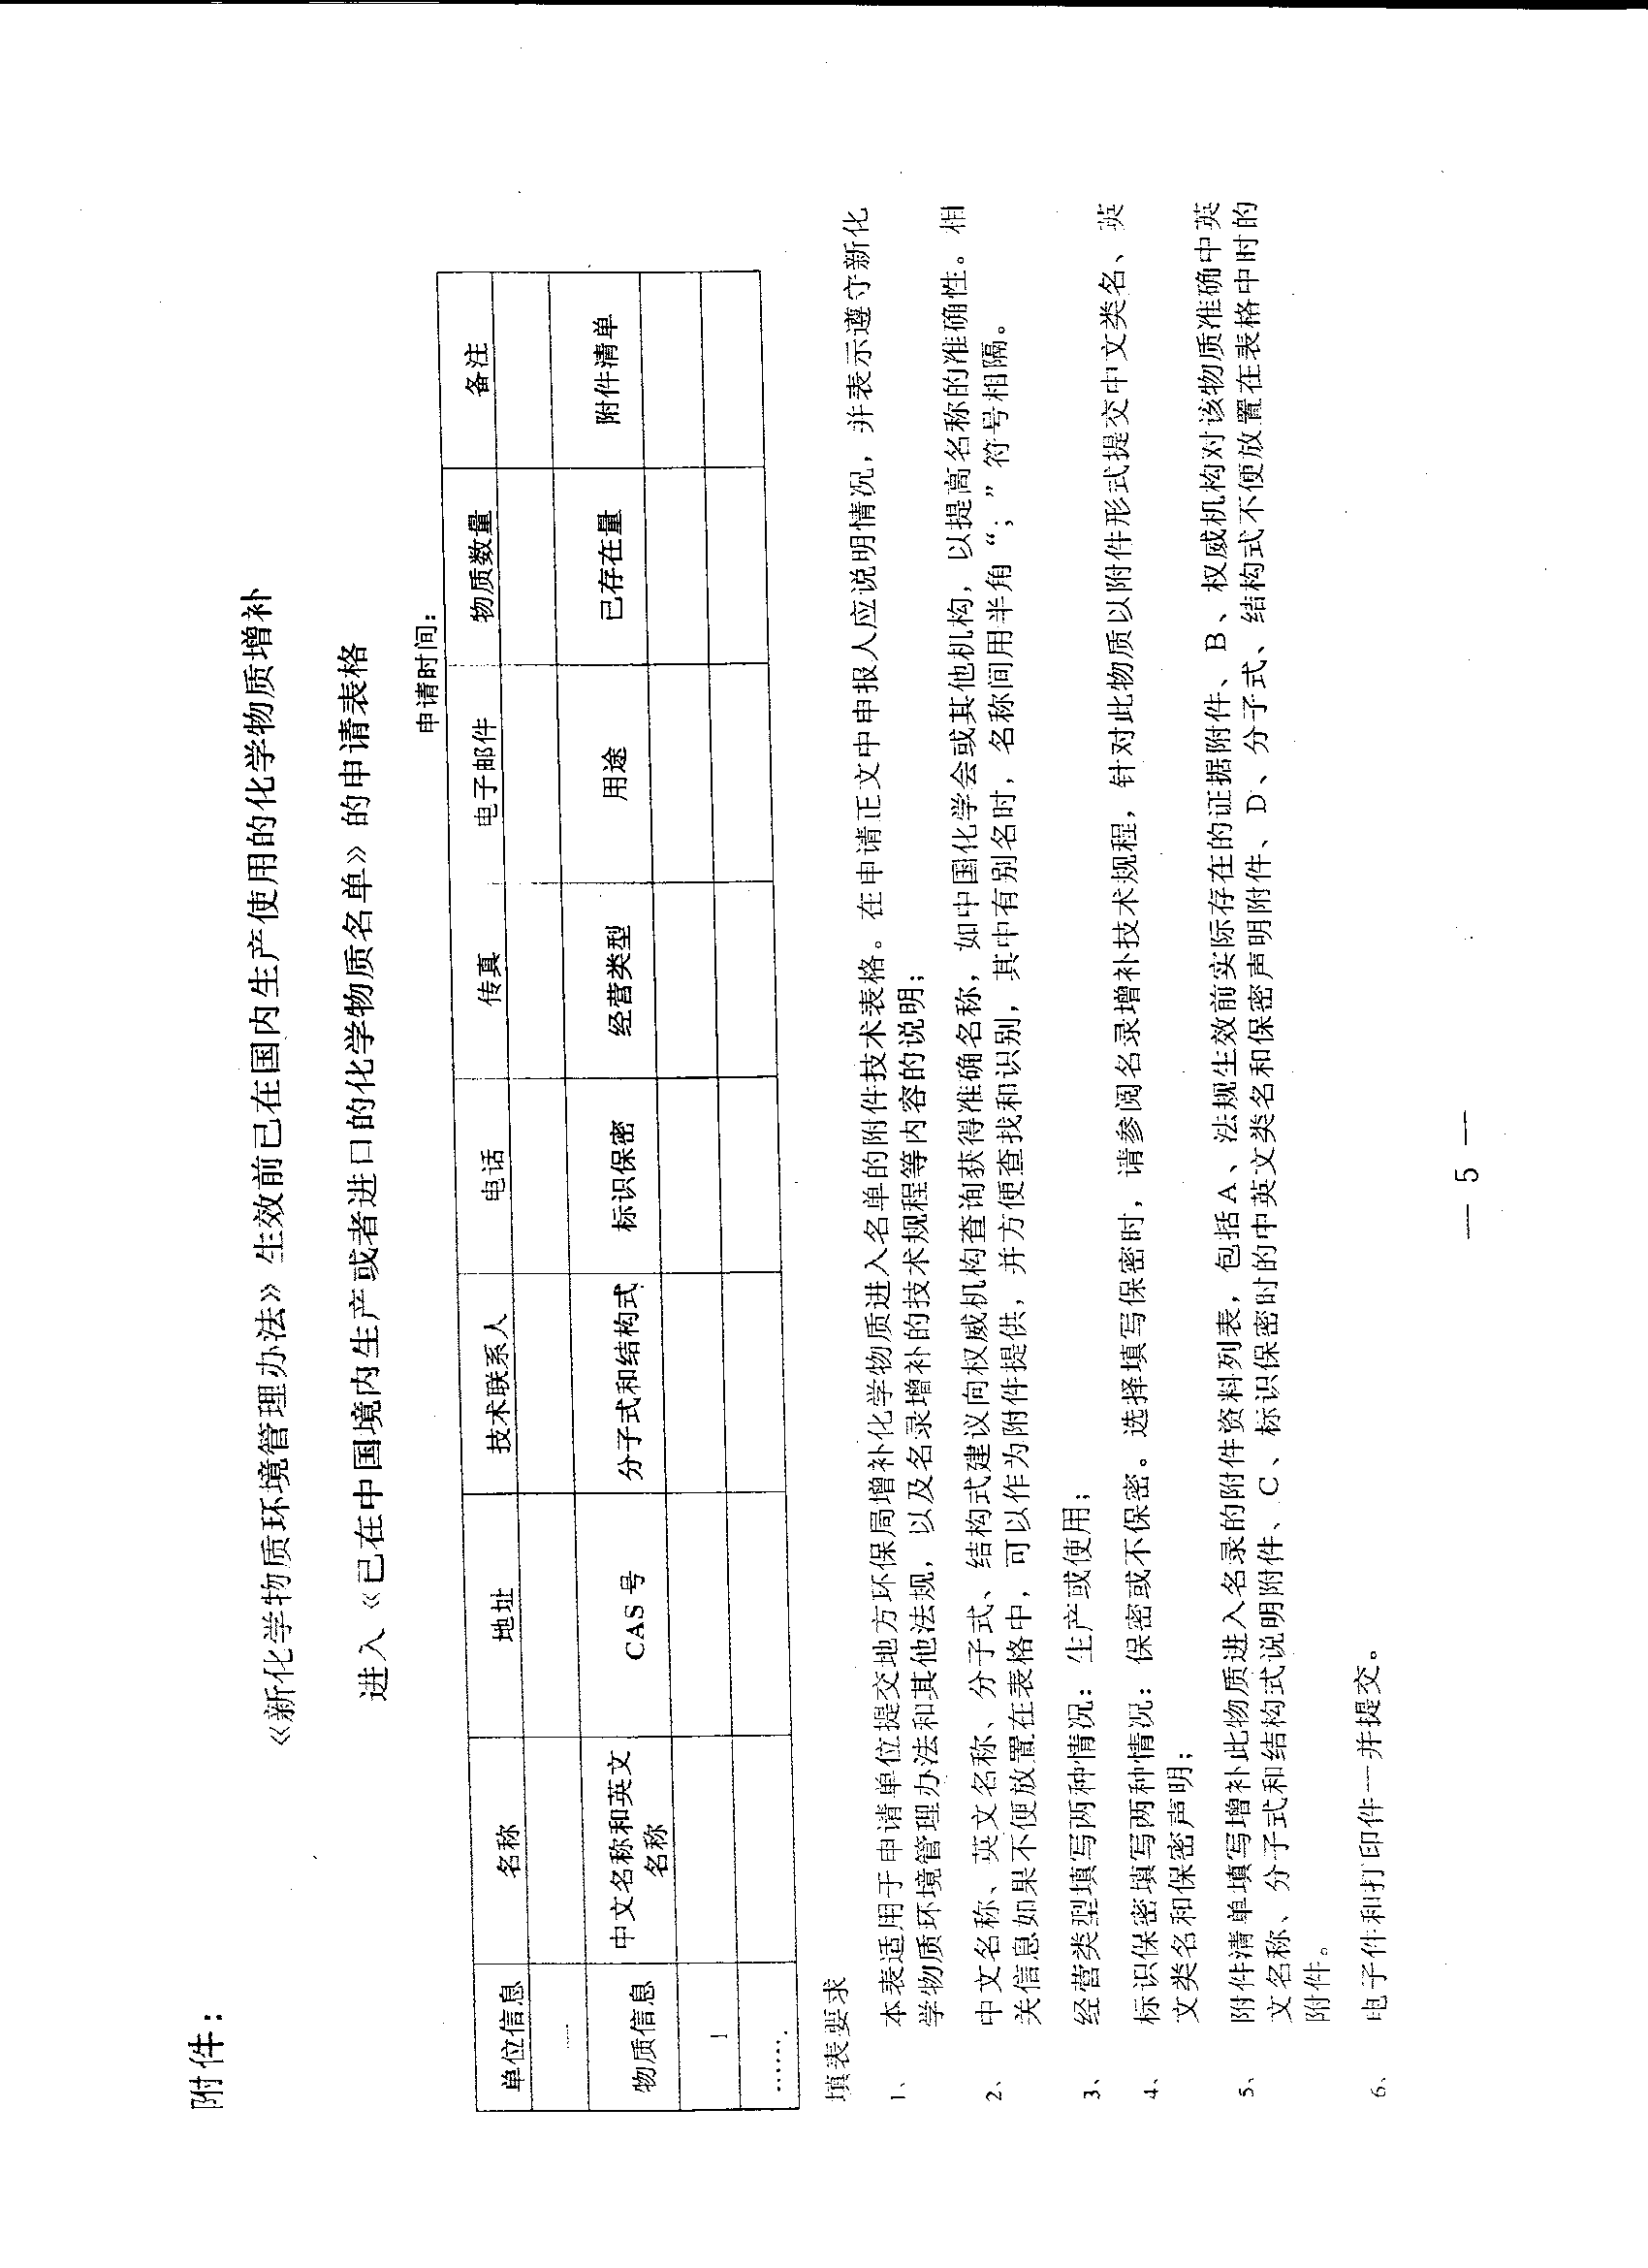 附件：
《新化学物质环境管理办法》生效前已在国内生产使用的化学物质增补
进入《已在中国境内生产或者进口的化学物质名单》的申请表格
申请时间：
单位信息 名称 地址 技术联系人 电话 传真 电子邮件 物质数量 备注
一
物质信息 中文名称和英文名称 CAS 号 分子式和结构式 标识保密 经营类型 用途 已存在量 附件清单
1
……
填表要求
1、 本表适用于申请单位提交地方环保局增补化学物质进入名单的附件技术表格。在申请正文中申报人应说明情况，并表示遵守新化
学物质环境管理办法和其他法规，以及名录增补的技术规程等内容的说明；
2、 中文名称、英文名称、分子式、结构式建议向权威机构查询获得准确名称，如中国化学会或其他机构，以提高名称的准确性。相
关信息如果不便放置在表格中，可以作为附件提供，并方便查找和识别，其中有别名时，名称间用半角“；”符号相隔。
3、 经营类型填写两种情况：生产或使用；
4、 标识保密填写两种情况：保密或不保密。选择填写保密时，请参阅名录增补技术规程，针对此物质以附件形式提交中文类名、英
文类名和保密声明；
5、 附件清单填写增补此物质进入名录的附件资料列表，包括 A、法规生效前实际存在的证据附件、B、权威机构对该物质准确中英
文名称、分子式和结构式说明附件、C、标识保密时的中英文类名和保密声明附件、D、分子式、结构式不便放置在表格中时的
附件。
6、 电子件和打印件一并提交。
— 5 —